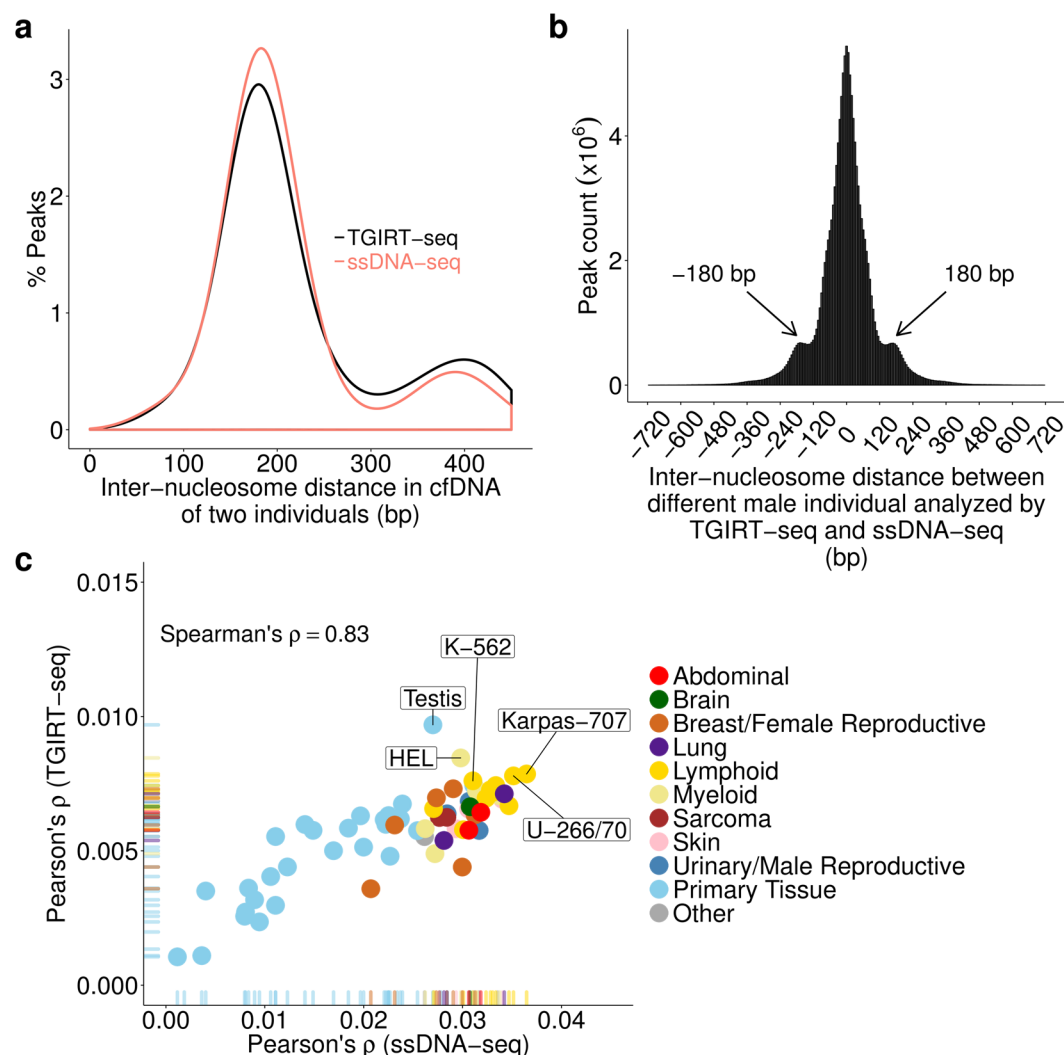 a
% Peaks
3
2
1
0
TGIRT−seq
ssDNA−seq
0 100 200 300 400
Inter−nucleosome distance in cfDNA
of two individuals (bp)
b
Peak count (x10⁶)
4
2
0
−180 bp
180 bp
−720 −600 −480 −360 −240 −120 0 120 240 360 480 600 720
Inter−nucleosome distance between
different male individual analyzed by
TGIRT−seq and ssDNA−seq
(bp)
c
Pearson's ρ (TGIRT−seq)
0.015
0.010
0.005
0.000
Spearman's ρ = 0.83
K−562
Testis
Karpas−707
HEL
U−266/70
0.00 0.01 0.02 0.03 0.04
Pearson's ρ (ssDNA−seq)
Abdominal
Brain
Breast/Female Reproductive
Lung
Lymphoid
Myeloid
Sarcoma
Skin
Urinary/Male Reproductive
Primary Tissue
Other